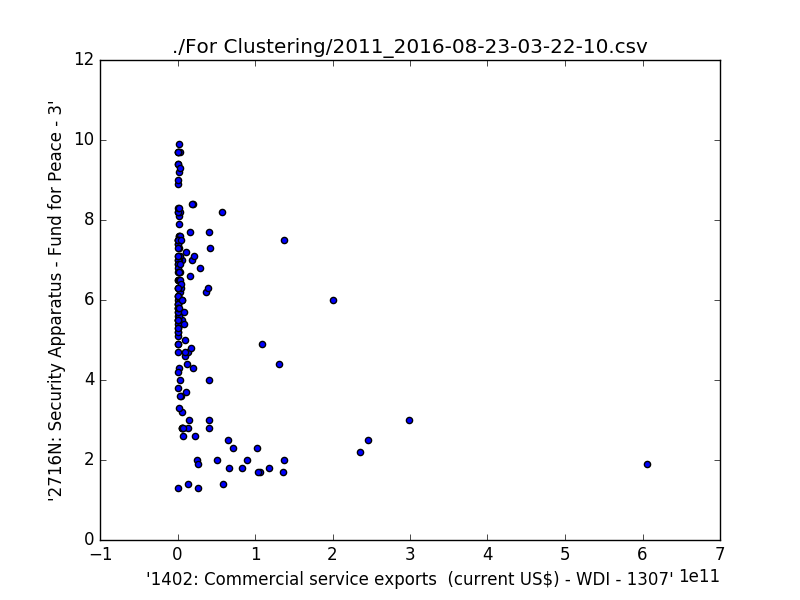 ./For Clustering/2011_2016-08-23-03-22-10.csv
12
10
8
6
4
2
0
'2716N: Security Apparatus - Fund for Peace - 3'
−1 0 1 2 3 4 5 6 7
1e11
'1402: Commercial service exports  (current US$) - WDI - 1307'